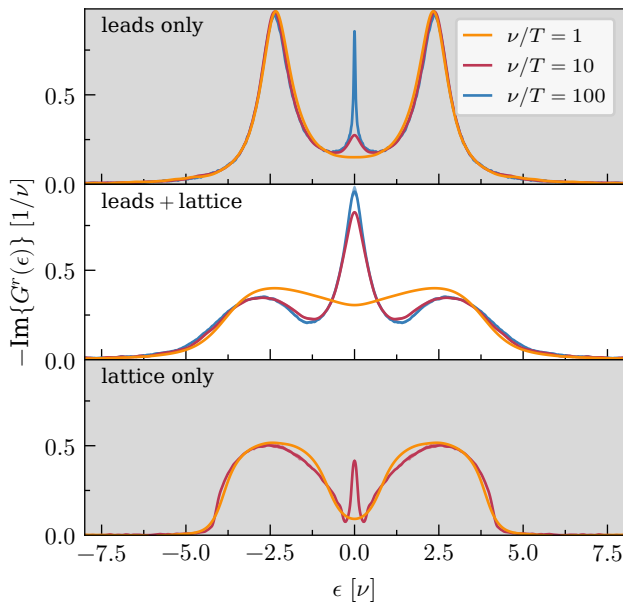 leads only
ν/T = 1
ν/T = 10
ν/T = 100
0.5
0.0
leads + lattice
0.5
0.0
lattice only
0.5
0.0
−7.5 −5.0 −2.5 0.0 2.5 5.0 7.5
ϵ [ν]
−Im{Gʳ(ϵ)} [1/ν]